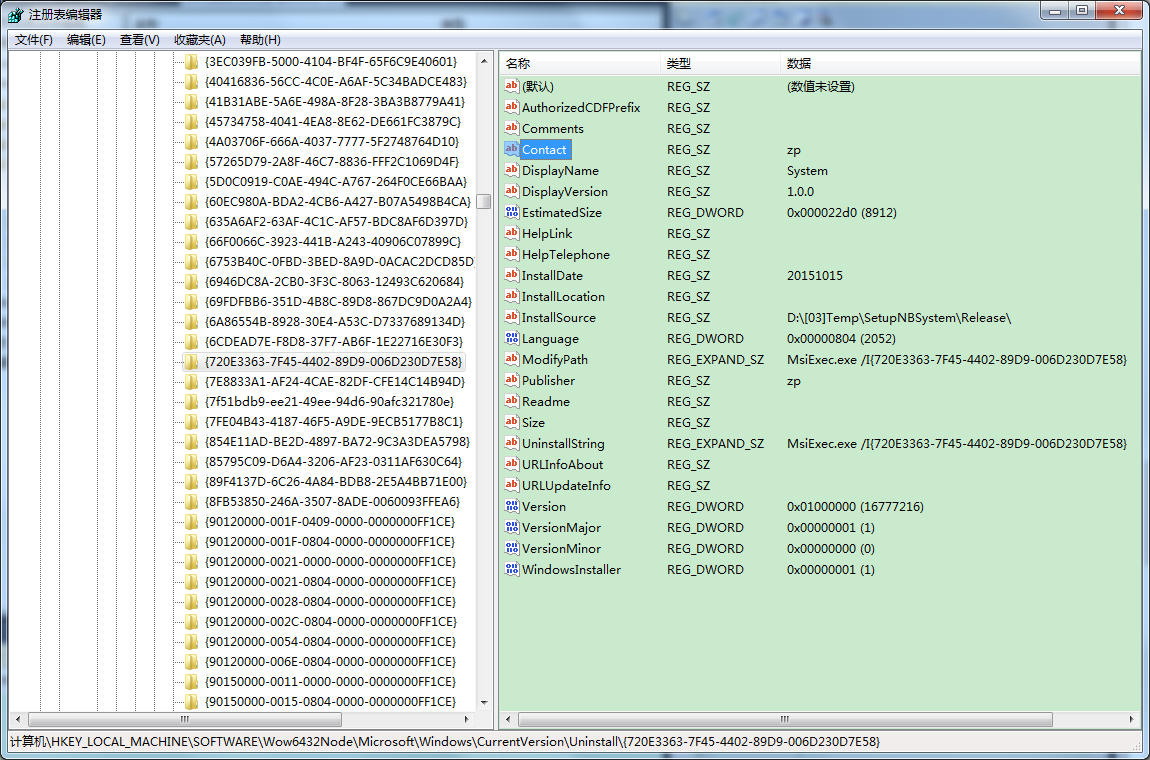 注册表编辑器
文件(F) 编辑(E) 查看(V) 收藏夹(A) 帮助(H)
{3EC039FB-5000-4104-BF4F-65F6C9E40601}
{40416836-56CC-4C0E-A6AF-5C34BADCE483}
{41B31ABE-5A6E-498A-8F28-3BA3B8779A41}
{45734758-4041-4EA8-8E62-DE661FC3879C}
{4A03706F-666A-4037-7777-5F2748764D10}
{57265D79-2A8F-46C7-8836-FFF2C1069D4F}
{5D0C0919-C0AE-494C-A767-264F0CE66BAA}
{60EC980A-BDA2-4CB6-A427-B07A5498B4CA}
{635A6AF2-63AF-4C1C-AF57-BDC8AF6D397D}
{66F0066C-3923-441B-A243-40906C07899C}
{6753B40C-0FBD-3BED-8A9D-0ACAC2DCD85D
{6946DC8A-2CB0-3F3C-8063-12493C620684}
{69FDFBB6-351D-4B8C-89D8-867DC9D0A2A4}
{6A86554B-8928-30E4-A53C-D7337689134D}
{6CDEAD7E-F8D8-37F7-AB6F-1E22716E30F3}
{720E3363-7F45-4402-89D9-006D230D7E58}
{7E8833A1-AF24-4CAE-82DF-CFE14C14B94D}
{7f51bdb9-ee21-49ee-94d6-90afc321780e}
{7FE04B43-4187-46F5-A9DE-9ECB5177B8C1}
{854E11AD-BE2D-4897-BA72-9C3A3DEA5798}
{85795C09-D6A4-3206-AF23-0311AF630C64}
{89F4137D-6C26-4A84-BDB8-2E5A4BB71E00}
{8FB53850-246A-3507-8ADE-0060093FFEA6}
{90120000-001F-0409-0000-0000000FF1CE}
{90120000-001F-0804-0000-0000000FF1CE}
{90120000-0021-0000-0000-0000000FF1CE}
{90120000-0021-0804-0000-0000000FF1CE}
{90120000-0028-0804-0000-0000000FF1CE}
{90120000-002C-0804-0000-0000000FF1CE}
{90120000-0054-0804-0000-0000000FF1CE}
{90120000-006E-0804-0000-0000000FF1CE}
{90150000-0011-0000-0000-0000000FF1CE}
{90150000-0015-0804-0000-0000000FF1CE}
名称 类型 数据
(默认) REG_SZ (数值未设置)
AuthorizedCDFPrefix REG_SZ
Comments REG_SZ
Contact REG_SZ zp
DisplayName REG_SZ System
DisplayVersion REG_SZ 1.0.0
EstimatedSize REG_DWORD 0x000022d0 (8912)
HelpLink REG_SZ
HelpTelephone REG_SZ
InstallDate REG_SZ 20151015
InstallLocation REG_SZ
InstallSource REG_SZ D:\[03]Temp\SetupNBSystem\Release\
Language REG_DWORD 0x00000804 (2052)
ModifyPath REG_EXPAND_SZ MsiExec.exe /I{720E3363-7F45-4402-89D9-006D230D7E58}
Publisher REG_SZ zp
Readme REG_SZ
Size REG_SZ
UninstallString REG_EXPAND_SZ MsiExec.exe /I{720E3363-7F45-4402-89D9-006D230D7E58}
URLInfoAbout REG_SZ
URLUpdateInfo REG_SZ
Version REG_DWORD 0x01000000 (16777216)
VersionMajor REG_DWORD 0x00000001 (1)
VersionMinor REG_DWORD 0x00000000 (0)
WindowsInstaller REG_DWORD 0x00000001 (1)
计算机\HKEY_LOCAL_MACHINE\SOFTWARE\Wow6432Node\Microsoft\Windows\CurrentVersion\Uninstall\{720E3363-7F45-4402-89D9-006D230D7E58}